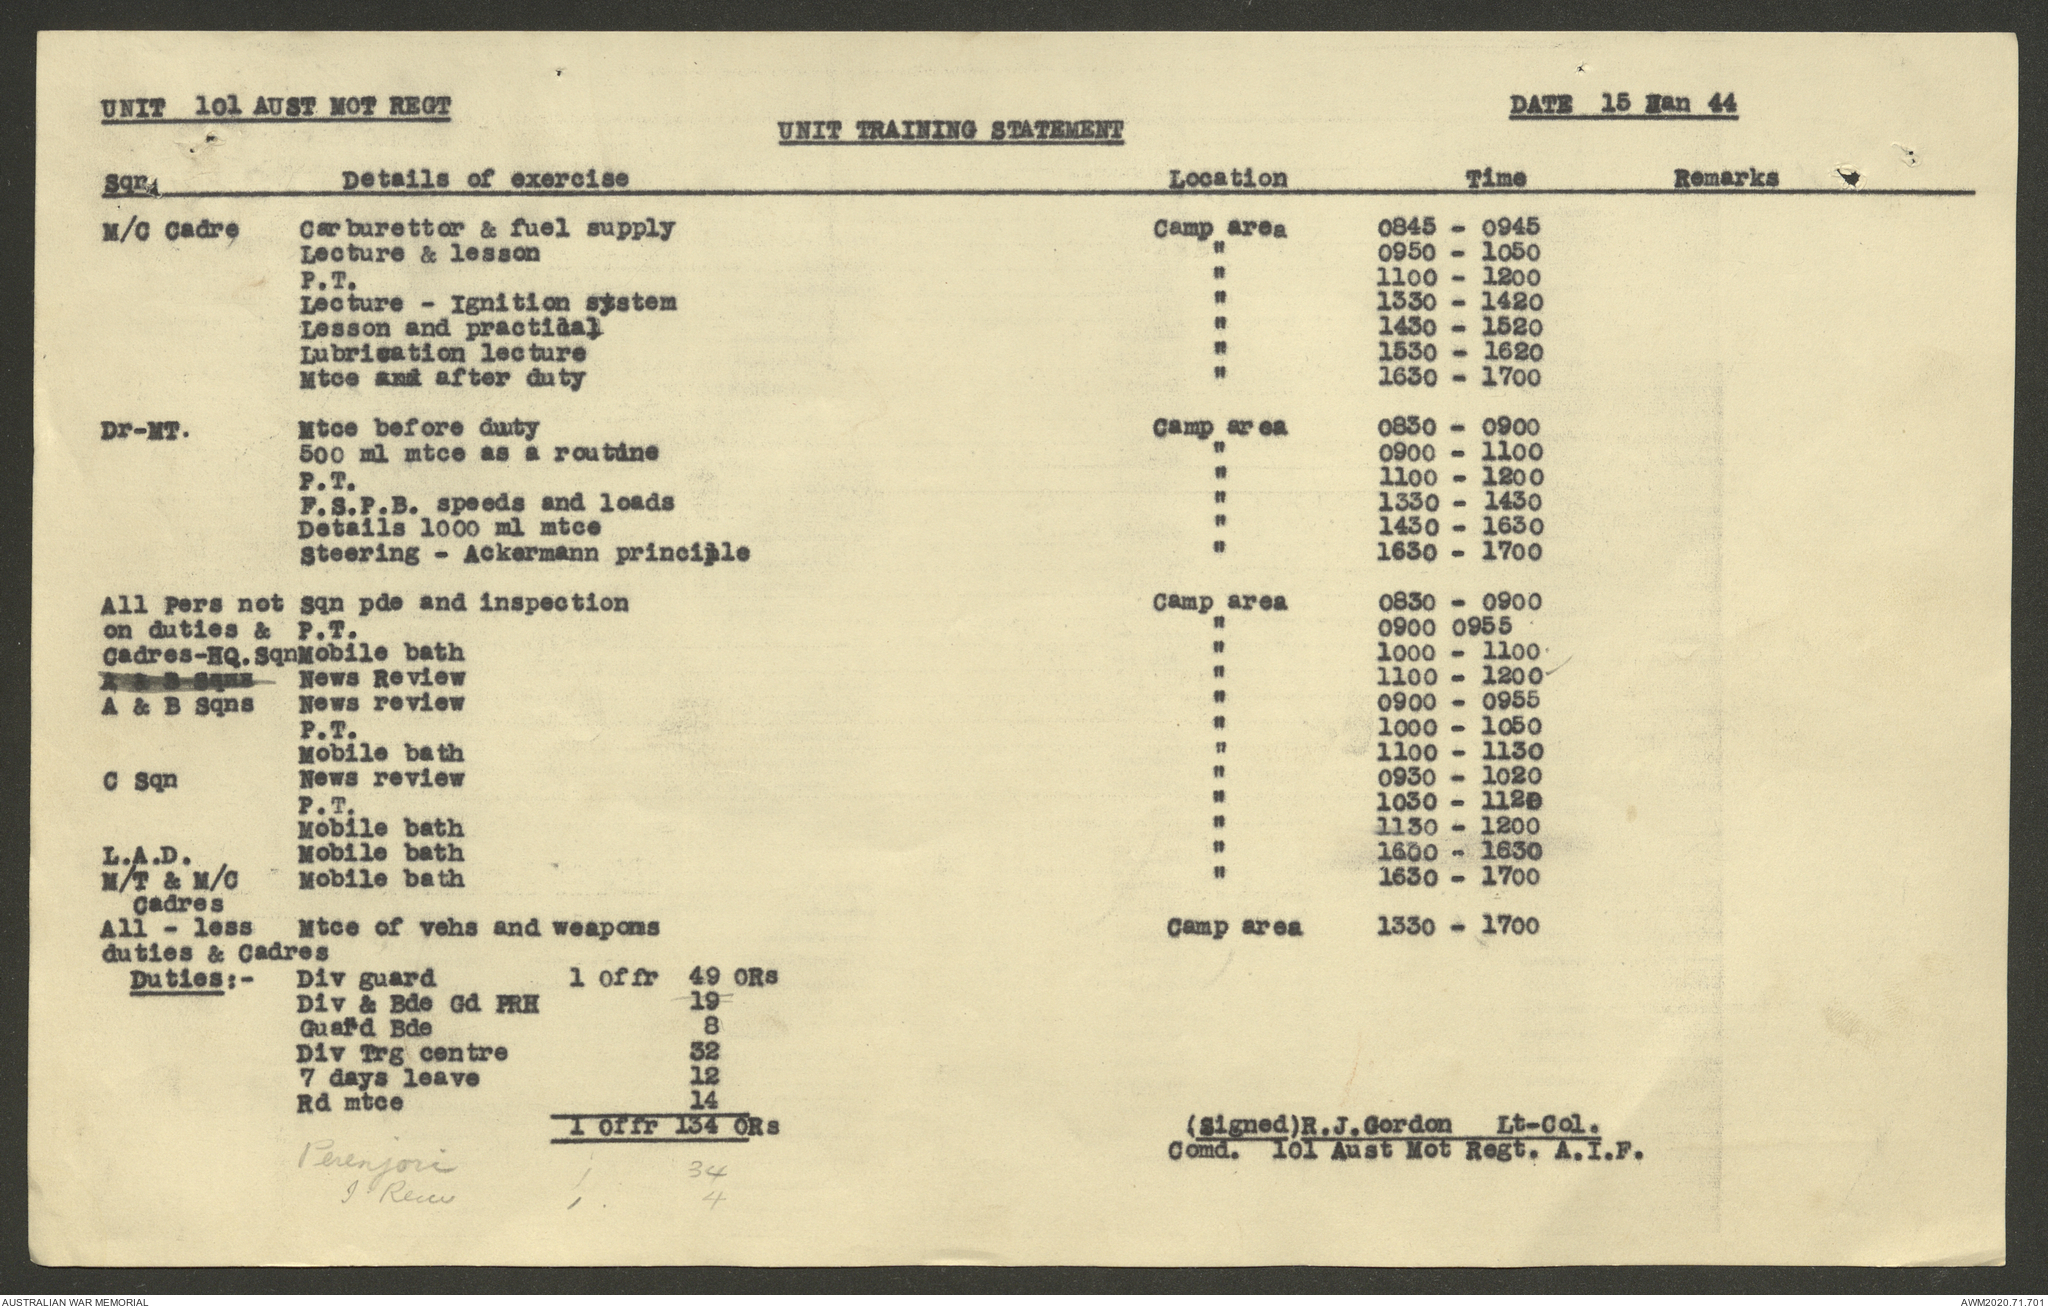 UNIT 101 AUST MOT REGT DATE 15 Man 44
UNIT TRAINING STATEMENT
Sqn. Details of exercise Location Time Remarks
M/C Cadre Carburettor & fuel supply Camp area 0845 - 0945
Lecture & lesson " 0950 - 1050
P.T. " 1100 - 1200
Lecture - Ignition system " 1330 - 1420
Lesson and practical " 1430 - 1520
Lubrication lecture " 1530 - 1620
Mtce and after duty " 1630 - 1700
Dr-MT. Mtce before duty Camp area 0830 - 0900
500 ml mtce as a routine " 0900 - 1100
P.T. " 1100 - 1200
F.S.P.B. speeds and loads " 1330 - 1430
Details 1000 ml mtce " 1430 - 1630
Steering - Ackermann principle " 1630 - 1700
All Pers not Sqn pde and inspection Camp area 0830 - 0900
on duties & P.T. " 0900 0955
Cadres-HQ.Sqn Mobile bath " 1000 - 1100
A & B Sqns News Review " 1100 - 1200
A & B Sqns News review " 0900 - 0955
P.T. " 1000 - 1050
Mobile bath " 1100 - 1130
C Sqn News review " 0930 - 1020
P.T. " 1030 - 1120
Mobile bath " 1130 - 1200
L.A.D. Mobile bath " 1600 - 1630
M/T & M/C Mobile bath " 1630 - 1700
Cadres
All - less Mtce of vehs and weapons Camp area 1330 - 1700
duties & Cadres
Duties:- Div guard 1 Offr 49 ORs
Div & Bde Gd PRH 19
Guard Bde 8
Div Trg centre 32
7 days leave 12
Rd mtce 14
1 Offr 134 ORs
(Signed)R.J.Gordon Lt-Col.
Comd. 101 Aust Mot Regt. A.I.F.
Perenjori 1 34
1 4
AUSTRALIAN WAR MEMORIAL AWM2020.71.701